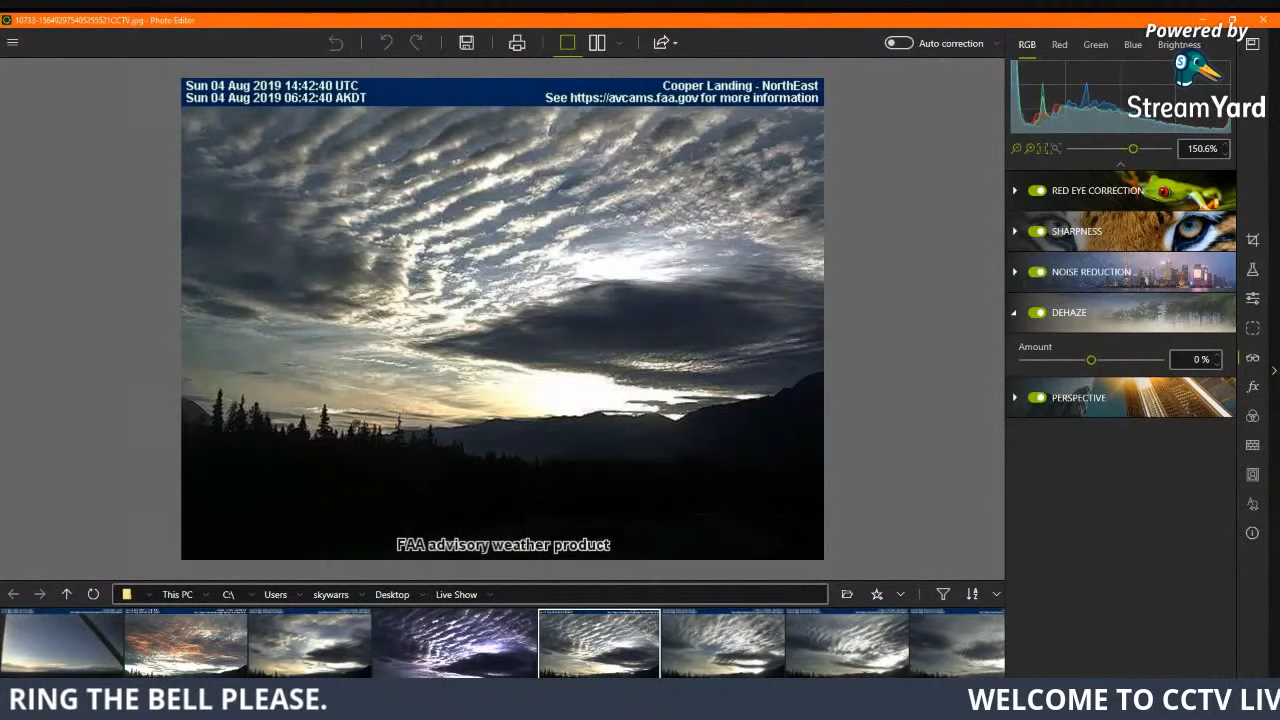 10733-156492975405255521CCTV.jpg - Photo Editor
Powered by
StreamYard
Auto correction
RGB Red Green Blue Brightness
150.6%
Sun 04 Aug 2019 14:42:40 UTC
Sun 04 Aug 2019 06:42:40 AKDT
Cooper Landing - NorthEast
See https://avcams.faa.gov for more information
FAA advisory weather product
RED EYE CORRECTION
SHARPNESS
NOISE REDUCTION
DEHAZE
Amount
0 %
PERSPECTIVE
This PC C:\ Users skywarrs Desktop Live Show
RING THE BELL PLEASE.
WELCOME TO CCTV LIV